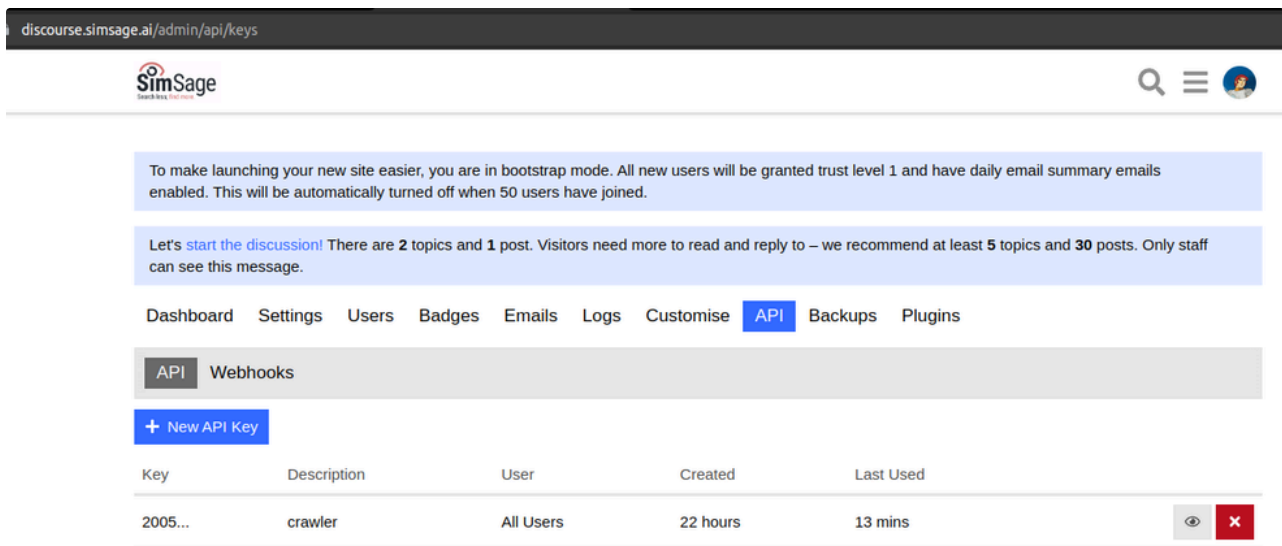 discourse.simsage.ai/admin/api/keys
SimSage
Search less, find more.
To make launching your new site easier, you are in bootstrap mode. All new users will be granted trust level 1 and have daily email summary emails
enabled. This will be automatically turned off when 50 users have joined.
Let's start the discussion! There are 2 topics and 1 post. Visitors need more to read and reply to – we recommend at least 5 topics and 30 posts. Only staff
can see this message.
Dashboard Settings Users Badges Emails Logs Customise API Backups Plugins
API Webhooks
+ New API Key
Key Description User Created Last Used
2005... crawler All Users 22 hours 13 mins